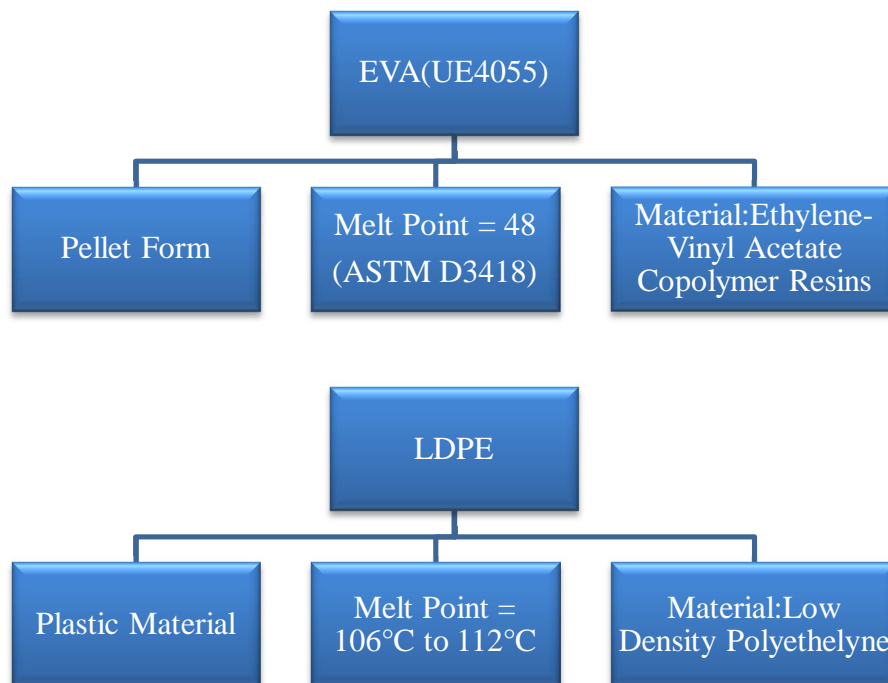 EVA(UE4055)
Pellet Form
Melt Point = 48
(ASTM D3418)
Material:Ethylene-
Vinyl Acetate
Copolymer Resins
LDPE
Plastic Material
Melt Point =
106°C to 112°C
Material:Low
Density Polyethelyne